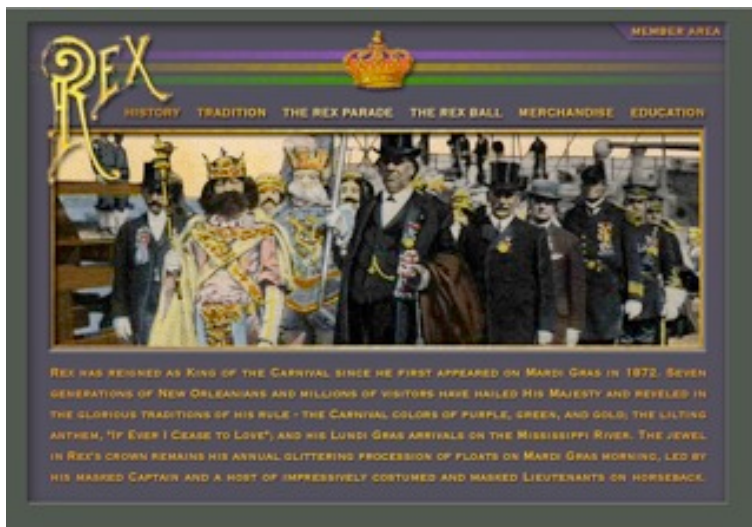 MEMBER AREA
REX
HISTORY TRADITION THE REX PARADE THE REX BALL MERCHANDISE EDUCATION
REX HAS REIGNED AS KING OF THE CARNIVAL SINCE HE FIRST APPEARED ON MARDI GRAS IN 1872. SEVEN
GENERATIONS OF NEW ORLEANIANS AND MILLIONS OF VISITORS HAVE HAILED HIS MAJESTY AND REVELED IN
THE GLORIOUS TRADITIONS OF HIS RULE - THE CARNIVAL COLORS OF PURPLE, GREEN, AND GOLD; THE LILTING
ANTHEM, "IF EVER I CEASE TO LOVE"; AND HIS LUNDI GRAS ARRIVALS ON THE MISSISSIPPI RIVER. THE JEWEL
IN REX'S CROWN REMAINS HIS ANNUAL GLITTERING PROCESSION OF FLOATS ON MARDI GRAS MORNING, LED BY
HIS MASKED CAPTAIN AND A HOST OF IMPRESSIVELY COSTUMED AND MASKED LIEUTENANTS ON HORSEBACK.